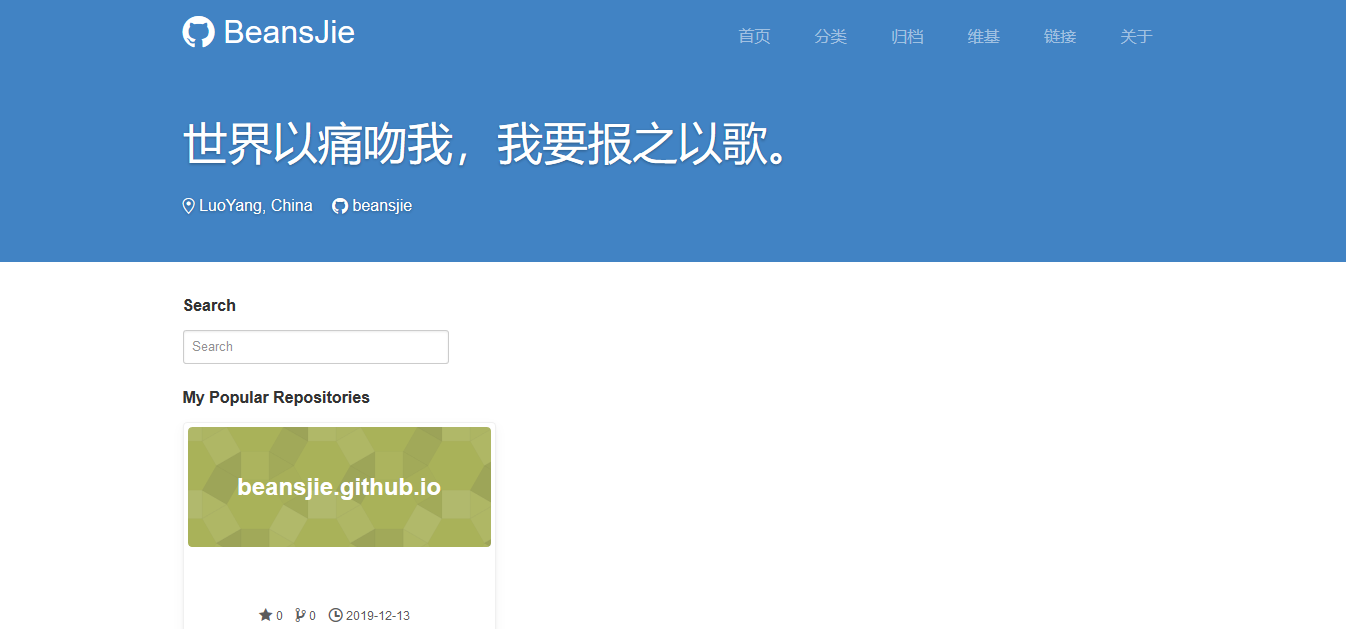 BeansJie
首页 分类 归档 维基 链接 关于
世界以痛吻我，我要报之以歌。
LuoYang, China beansjie
Search
Search
My Popular Repositories
beansjie.github.io
0 0 2019-12-13